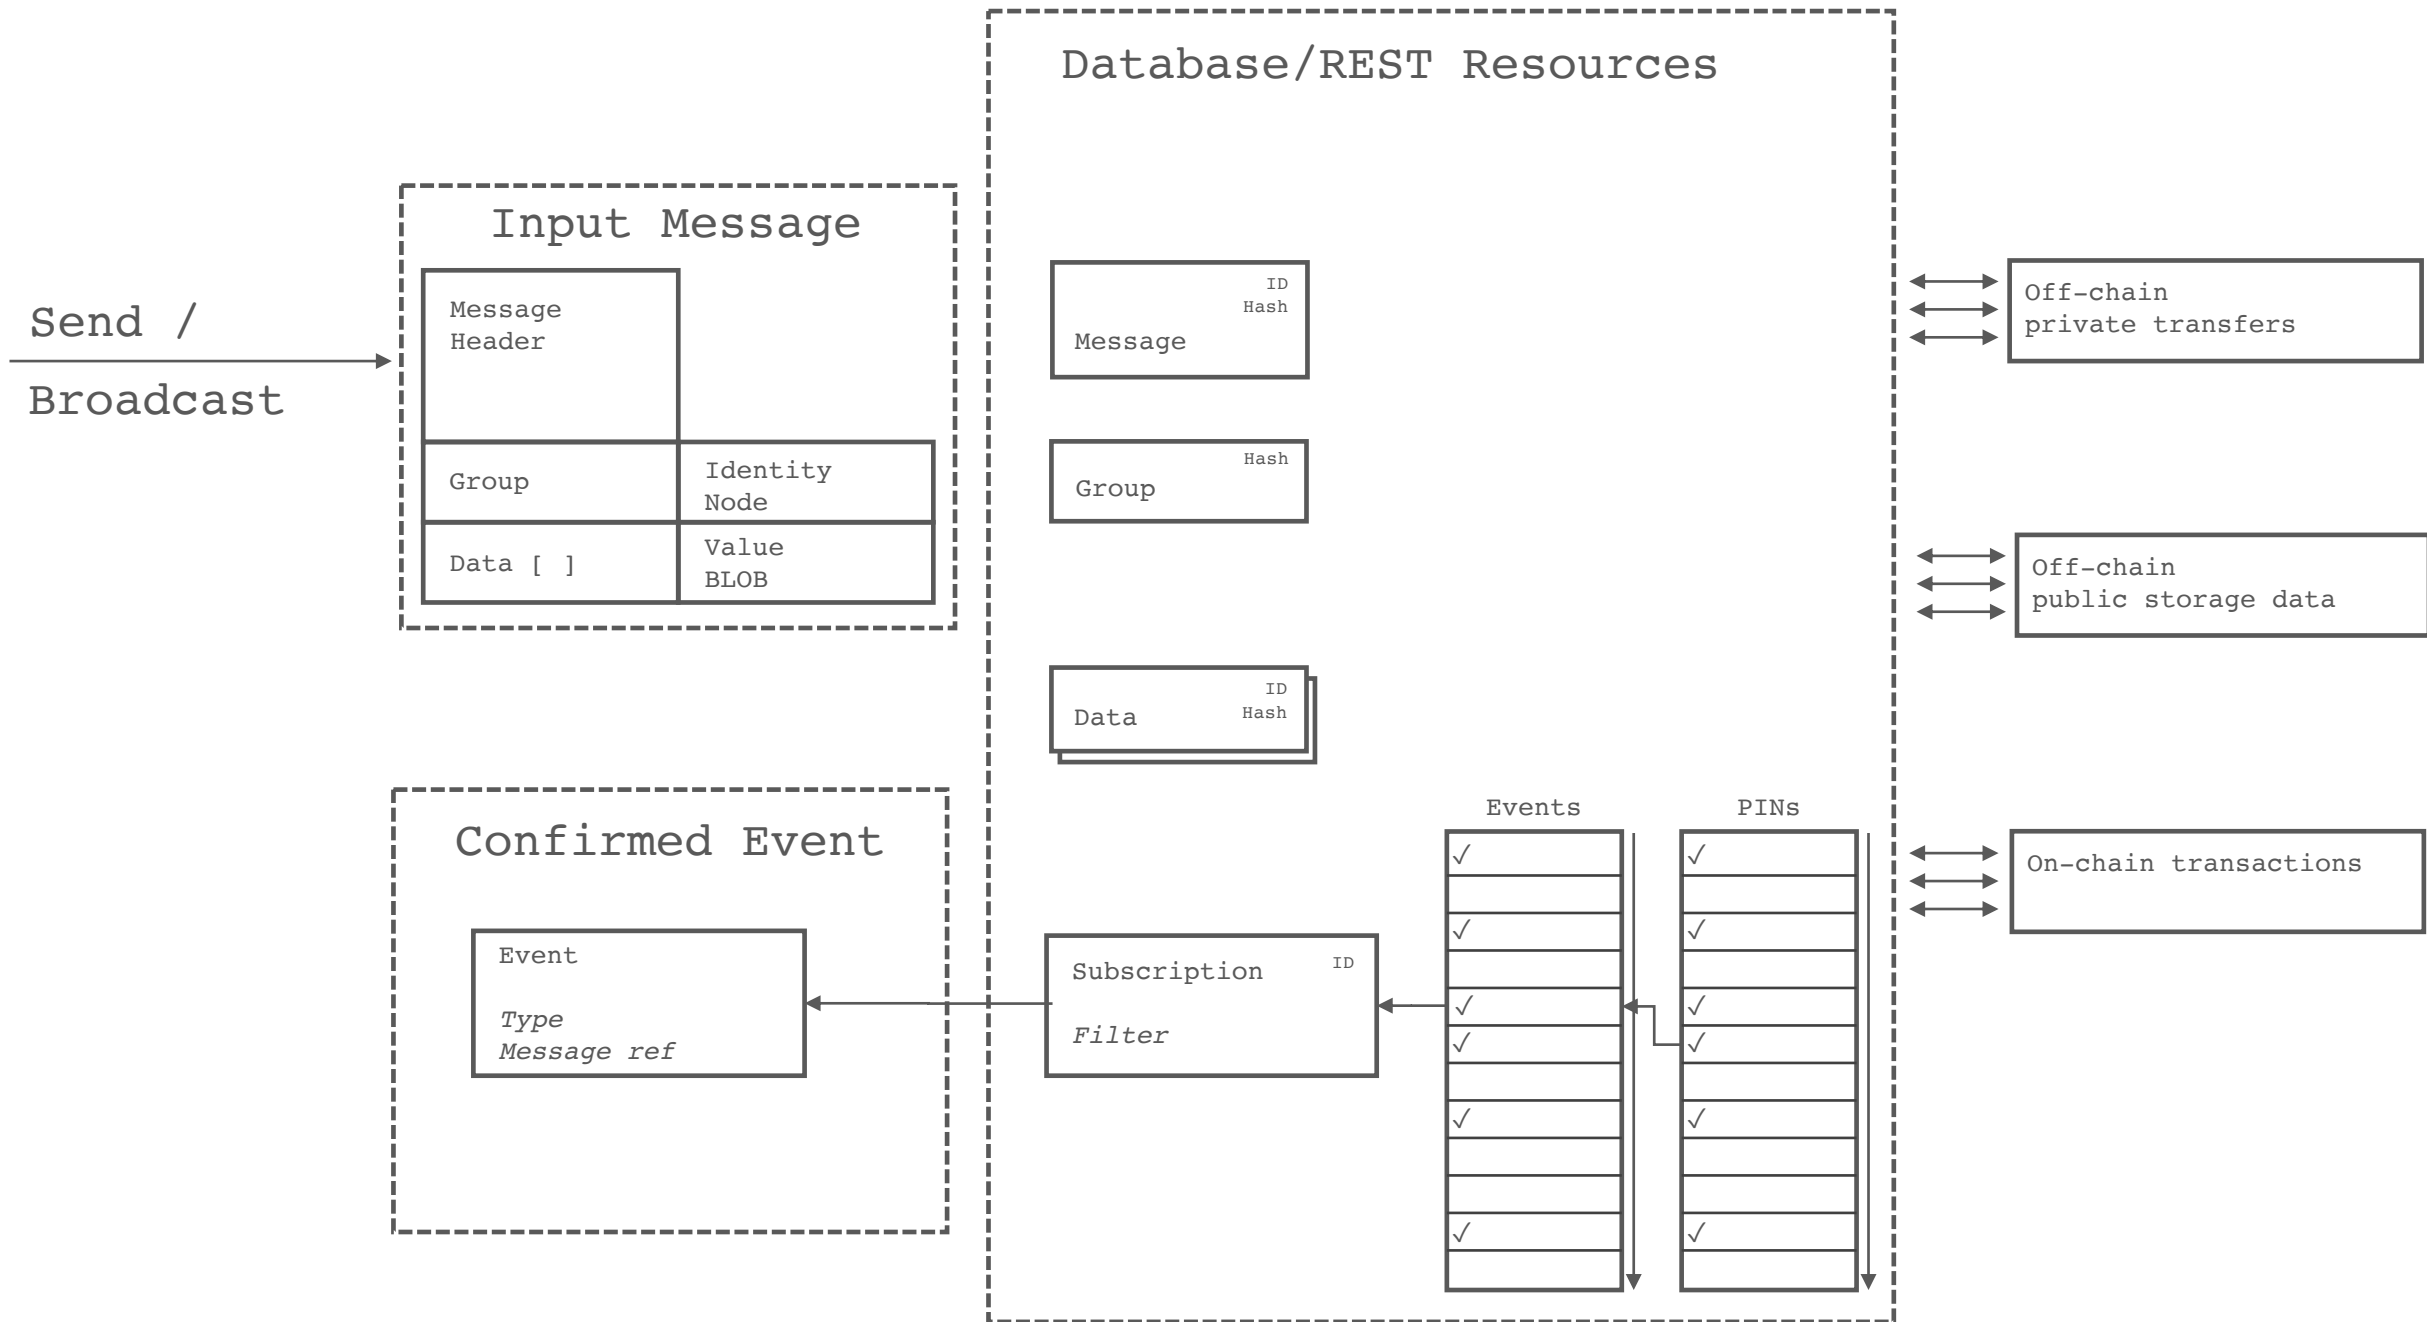 Database/REST Resources
Input Message
Send /
Broadcast
Message
Header
Group
Identity
Node
Data [ ]
Value
BLOB
ID
Hash
Message
Hash
Group
ID
Hash
Data
Off-chain
private transfers
Off-chain
public storage data
On-chain transactions
Confirmed Event
Event
Type
Message ref
Subscription
ID
Filter
Events
PINs
✓
✓
✓
✓
✓
✓
✓
✓
✓
✓
✓
✓